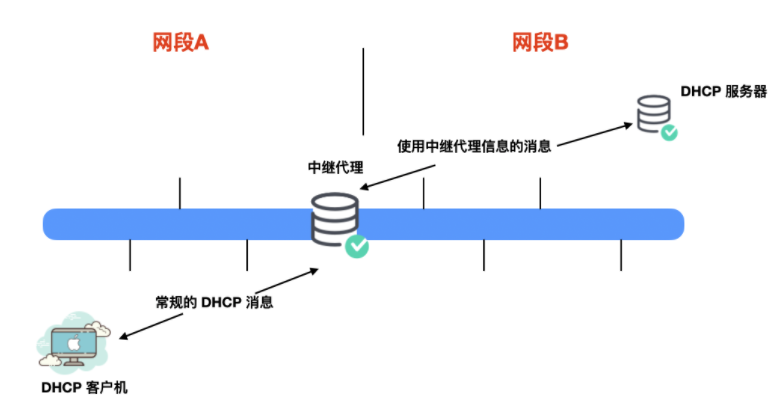 网段A
网段B
DHCP 服务器
使用中继代理信息的消息
中继代理
常规的 DHCP 消息
DHCP 客户机